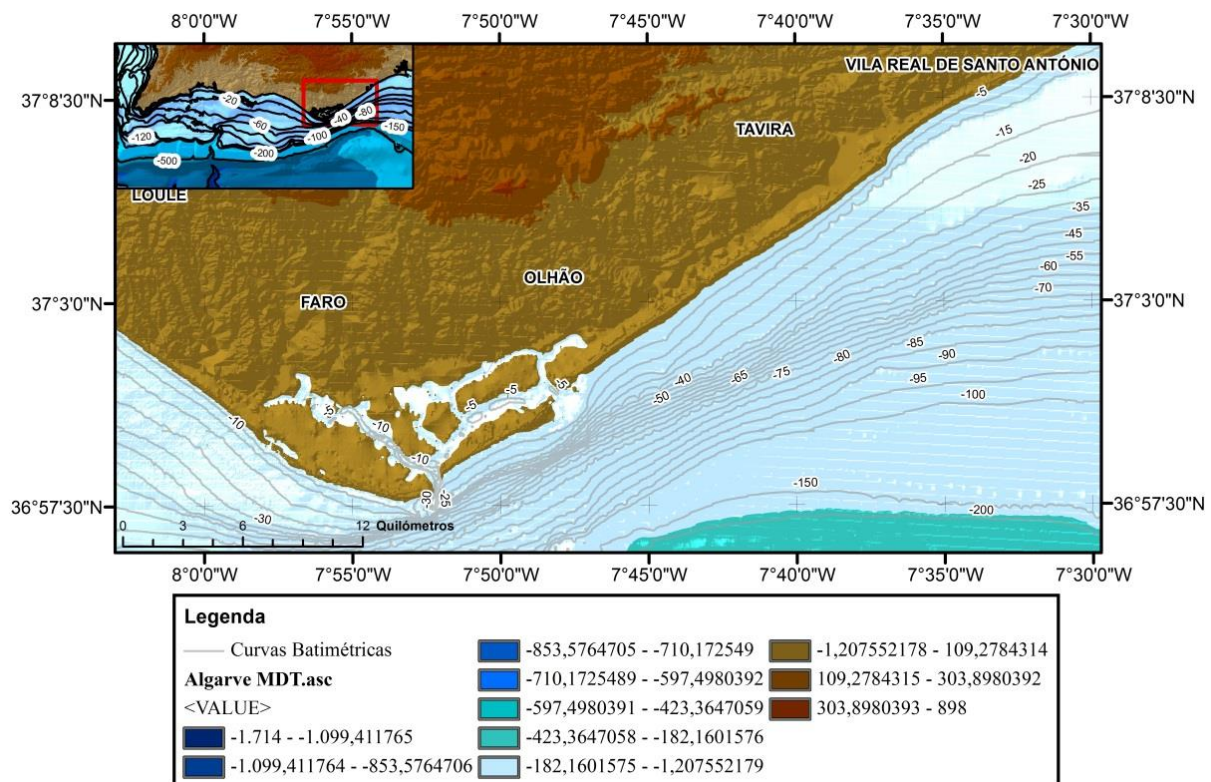 8°0'0"W 7°55'0"W 7°50'0"W 7°45'0"W 7°40'0"W 7°35'0"W 7°30'0"W
VILA REAL DE SANTO ANTÓNIO
37°8'30"N 37°8'30"N
-20 -40 -80
-60 -100 -150
-120 -200
-500
-5
-15
TAVIRA
-20
-25
LOULÉ
-35
-45
-55
OLHÃO
-60
FARO
-70
37°3'0"N 37°3'0"N
-85
-80 -90
-40 -65 -75 -95
-5 -5 -50 -100
-5 -5
-10 -10
-10
-150
-30 -25
-200
36°57'30"N 36°57'30"N
-30
0 3 6 12 Quilómetros
8°0'0"W 7°55'0"W 7°50'0"W 7°45'0"W 7°40'0"W 7°35'0"W 7°30'0"W
Legenda
Curvas Batimétricas
Algarve MDT.asc
<VALUE>
-1.714 - -1.099,411765
-1.099,411764 - -853,5764706
-853,5764705 - -710,172549
-710,1725489 - -597,4980392
-597,4980391 - -423,3647059
-423,3647058 - -182,1601576
-182,1601575 - -1,207552179
-1,207552178 - 109,2784314
109,2784315 - 303,8980392
303,8980393 - 898